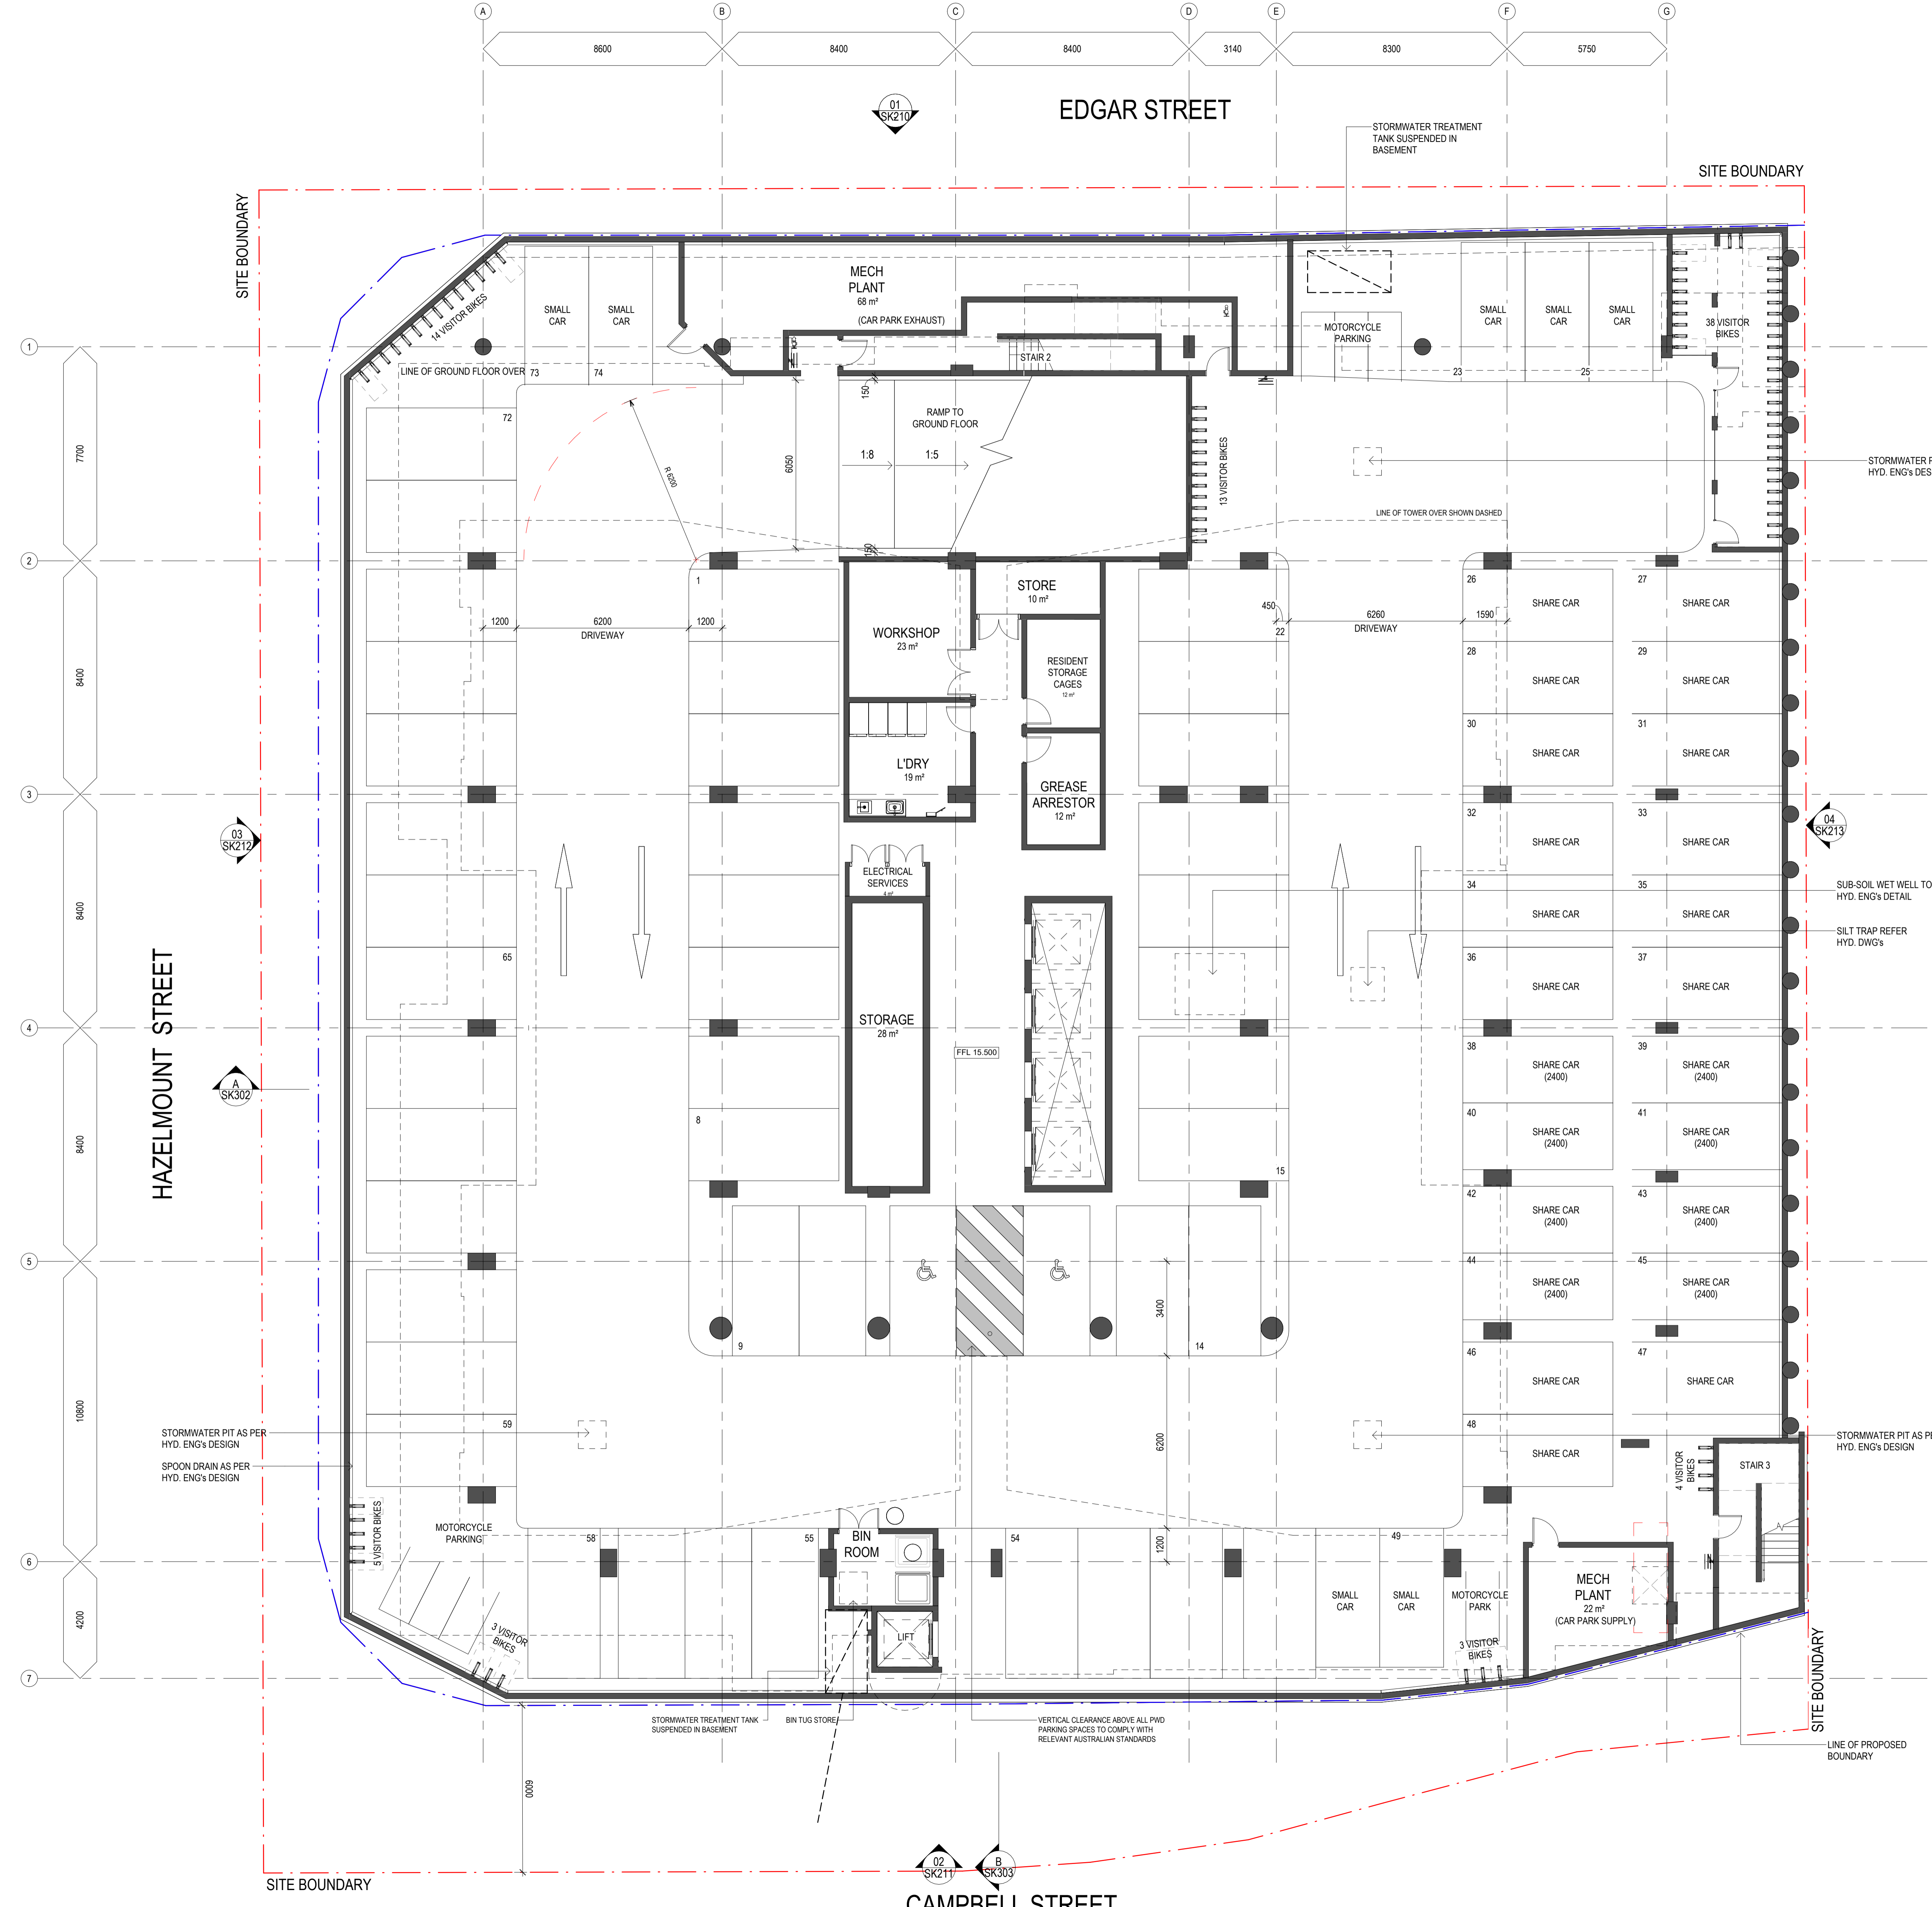 A
B
C
D
E
F
G
8600
8400
8400
3140
8300
5750
01
SK210
EDGAR STREET
STORMWATER TREATMENT
TANK SUSPENDED IN
BASEMENT
SITE BOUNDARY
SITE BOUNDARY
MECH
PLANT
68 m²
(CAR PARK EXHAUST)
14 VISITOR BIKES
SMALL
CAR
SMALL
CAR
SMALL
CAR
SMALL
CAR
SMALL
CAR
MOTORCYCLE
PARKING
38 VISITOR
BIKES
1
STAIR 2
LINE OF GROUND FLOOR OVER
73
74
23
25
72
150
RAMP TO
GROUND FLOOR
7700
R 6200
6050
1:8
1:5
13 VISITOR BIKES
STORMWATER P
HYD. ENG's DES
LINE OF TOWER OVER SHOWN DASHED
150
2
1
STORE
10 m²
26
27
SHARE CAR
SHARE CAR
1200
6200
1200
DRIVEWAY
450
22
6260
1590
DRIVEWAY
WORKSHOP
23 m²
8400
RESIDENT
STORAGE
CAGES
12 m²
28
29
SHARE CAR
SHARE CAR
30
31
SHARE CAR
SHARE CAR
L'DRY
19 m²
GREASE
ARRESTOR
12 m²
3
32
33
SHARE CAR
SHARE CAR
03
SK212
04
SK213
ELECTRICAL
SERVICES
4 m²
34
35
SHARE CAR
SHARE CAR
SUB-SOIL WET WELL TO
HYD. ENG's DETAIL
8400
SILT TRAP REFER
HYD. DWG's
65
36
37
SHARE CAR
SHARE CAR
HAZELMOUNT STREET
STORAGE
28 m²
4
FFL 15.500
38
39
SHARE CAR
(2400)
SHARE CAR
(2400)
A
SK302
8400
8
40
41
SHARE CAR
(2400)
SHARE CAR
(2400)
15
42
43
SHARE CAR
(2400)
SHARE CAR
(2400)
5
44
45
SHARE CAR
(2400)
SHARE CAR
(2400)
3400
9
14
46
47
SHARE CAR
SHARE CAR
10800
59
48
SHARE CAR
STORMWATER PIT AS PER
HYD. ENG's DESIGN
STORMWATER PIT AS PE
HYD. ENG's DESIGN
6200
SPOON DRAIN AS PER
HYD. ENG's DESIGN
4 VISITOR
BIKES
STAIR 3
5 VISITOR BIKES
MOTORCYCLE
PARKING
58
55
BIN
ROOM
54
1200
49
6
MECH
PLANT
22 m²
(CAR PARK SUPPLY)
SMALL
CAR
SMALL
CAR
MOTORCYCLE
PARK
4200
3 VISITOR
BIKES
LIFT
3 VISITOR
BIKES
7
SITE BOUNDARY
STORMWATER TREATMENT TANK
SUSPENDED IN BASEMENT
BIN TUG STORE
VERTICAL CLEARANCE ABOVE ALL PWD
PARKING SPACES TO COMPLY WITH
RELEVANT AUSTRALIAN STANDARDS
LINE OF PROPOSED
BOUNDARY
6000
02
SK211
B
SK303
SITE BOUNDARY
CAMPBELL STREET